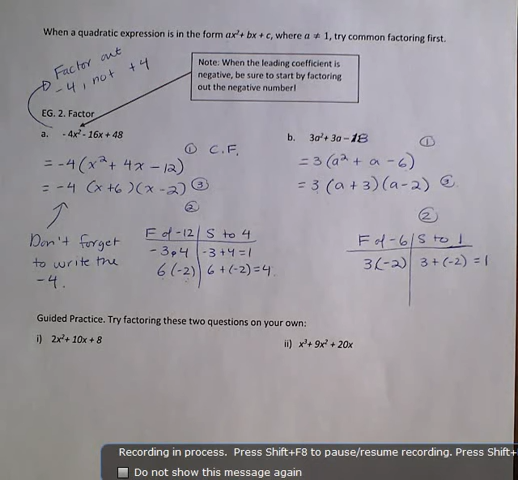 When a quadratic expression is in the form ax²+ bx + c, where a ≠ 1, try common factoring first.
Factor out
-4, not +4
Note: When the leading coefficient is
negative, be sure to start by factoring
out the negative number!
EG. 2. Factor
a. - 4x² - 16x + 48
① C.F.
= -4(x² + 4x - 12)
= -4 (x+6)(x-2) ③
②
Don't forget
to write the
-4.
F of -12 | S to 4
-3•4 | -3+4=1
6(-2) | 6+(-2)=4
b. 3a² + 3a - 18
①
= 3(a² + a - 6)
= 3(a+3)(a-2) ③
②
F of -6 | S to 1
3(-2) | 3+(-2)=1
Guided Practice. Try factoring these two questions on your own:
i) 2x²+ 10x + 8
ii) x³+ 9x² + 20x
Recording in process. Press Shift+F8 to pause/resume recording. Press Shift+
Do not show this message again